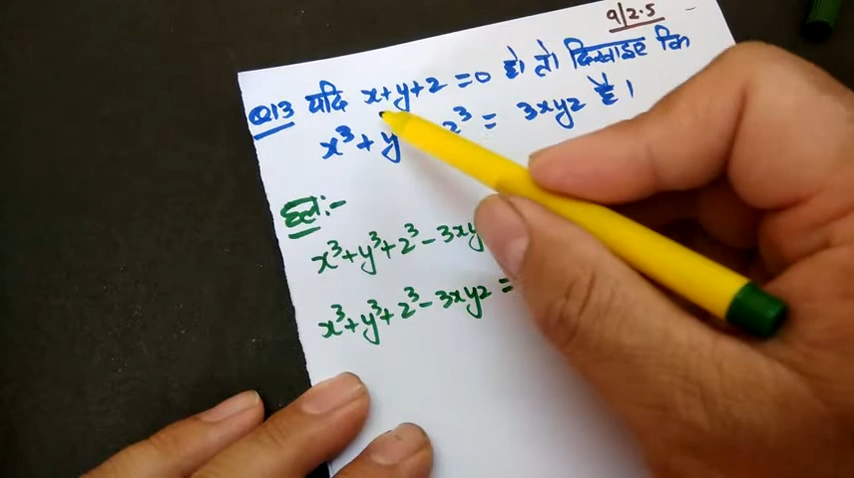 9/2.5
Q13 यदि x+y+z=0 हो तो दिखाइए कि
x³+y z³ = 3xyz है।
हल:-
x³+y³+z³-3xy
x³+y³+z³-3xyz =